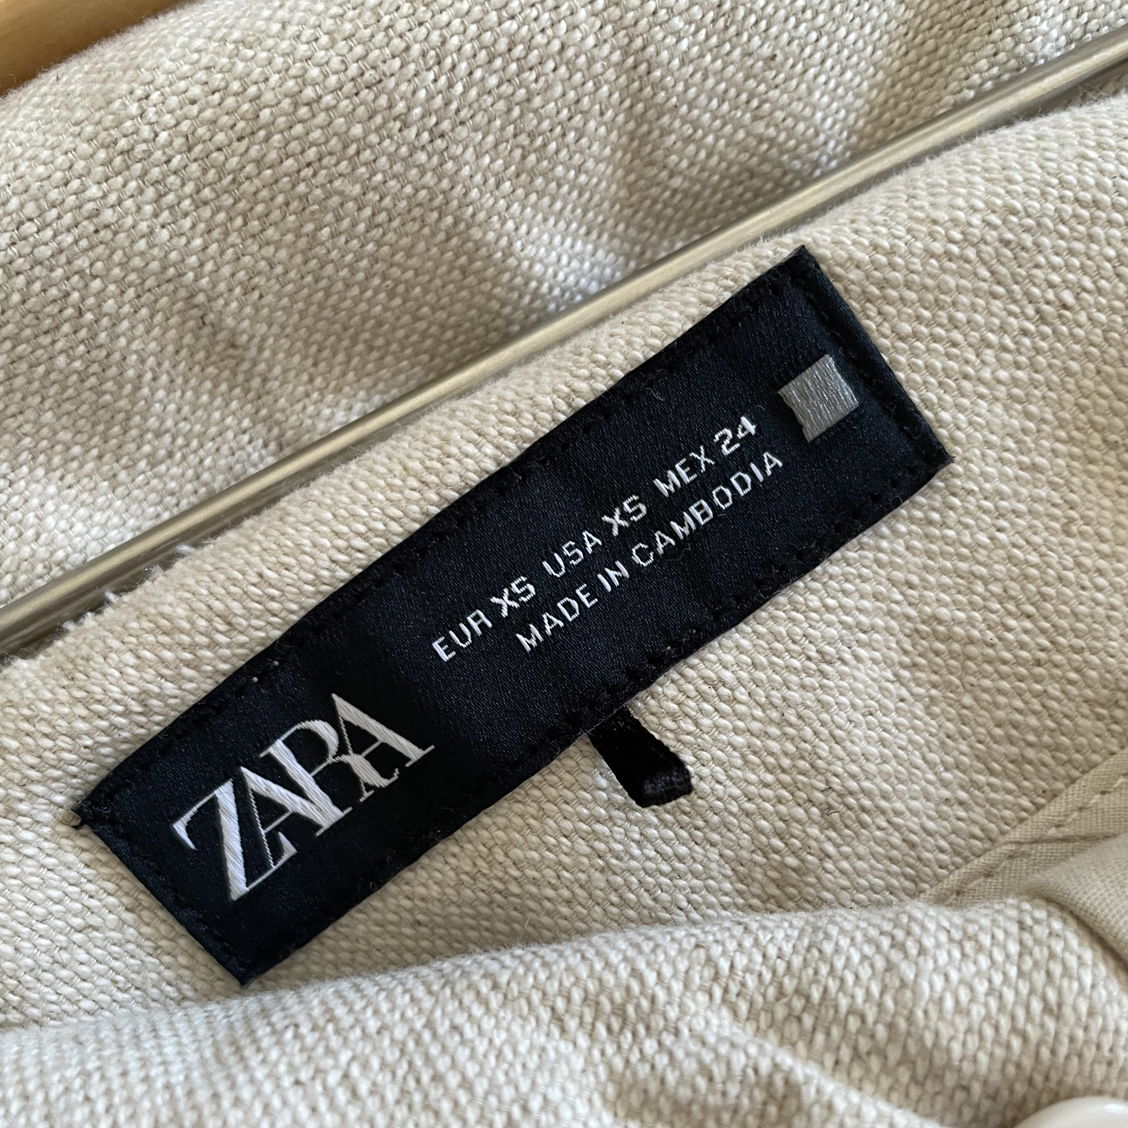 ZARA
EUR XS USA XS MEX 24
MADE IN CAMBODIA